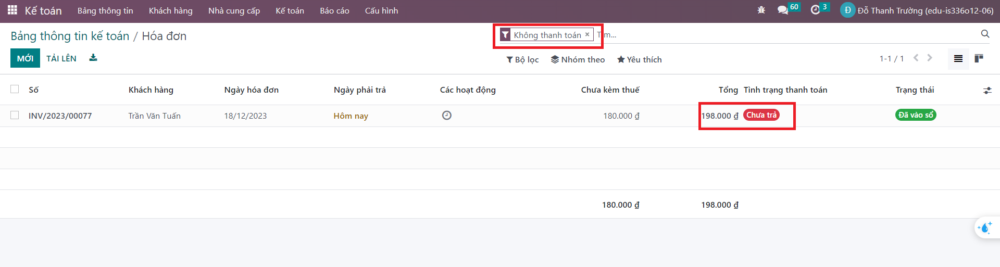 Kế toán Bảng thông tin Khách hàng Nhà cung cấp Kế toán Báo cáo Cấu hình 60 3 Đ Đỗ Thanh Trường (edu-is336o12-06)
Bảng thông tin kế toán / Hóa đơn Không thanh toán × Tìm...
MỚI TẢI LÊN Bộ lọc Nhóm theo Yêu thích 1-1 / 1
Số Khách hàng Ngày hóa đơn Ngày phải trả Các hoạt động Chưa kèm thuế Tổng Tình trạng thanh toán Trạng thái
INV/2023/00077 Trần Văn Tuấn 18/12/2023 Hôm nay 180.000 ₫ 198.000 ₫ Chưa trả Đã vào sổ
180.000 ₫ 198.000 ₫